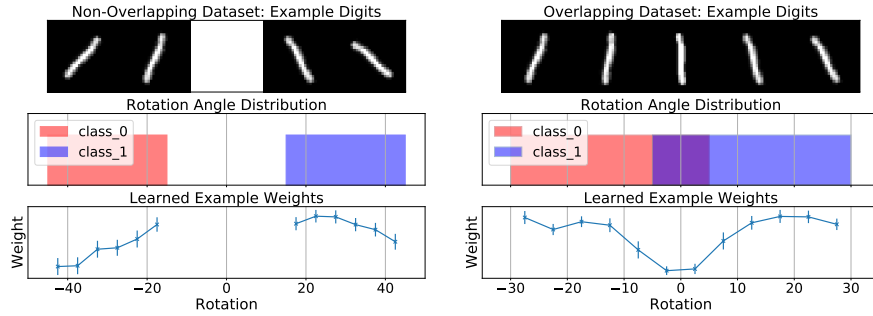 Non-Overlapping Dataset: Example Digits
Rotation Angle Distribution
class_0
class_1
Learned Example Weights
Weight
−40 −20 0 20 40
Rotation
Overlapping Dataset: Example Digits
Rotation Angle Distribution
class_0
class_1
Learned Example Weights
Weight
−30 −20 −10 0 10 20 30
Rotation